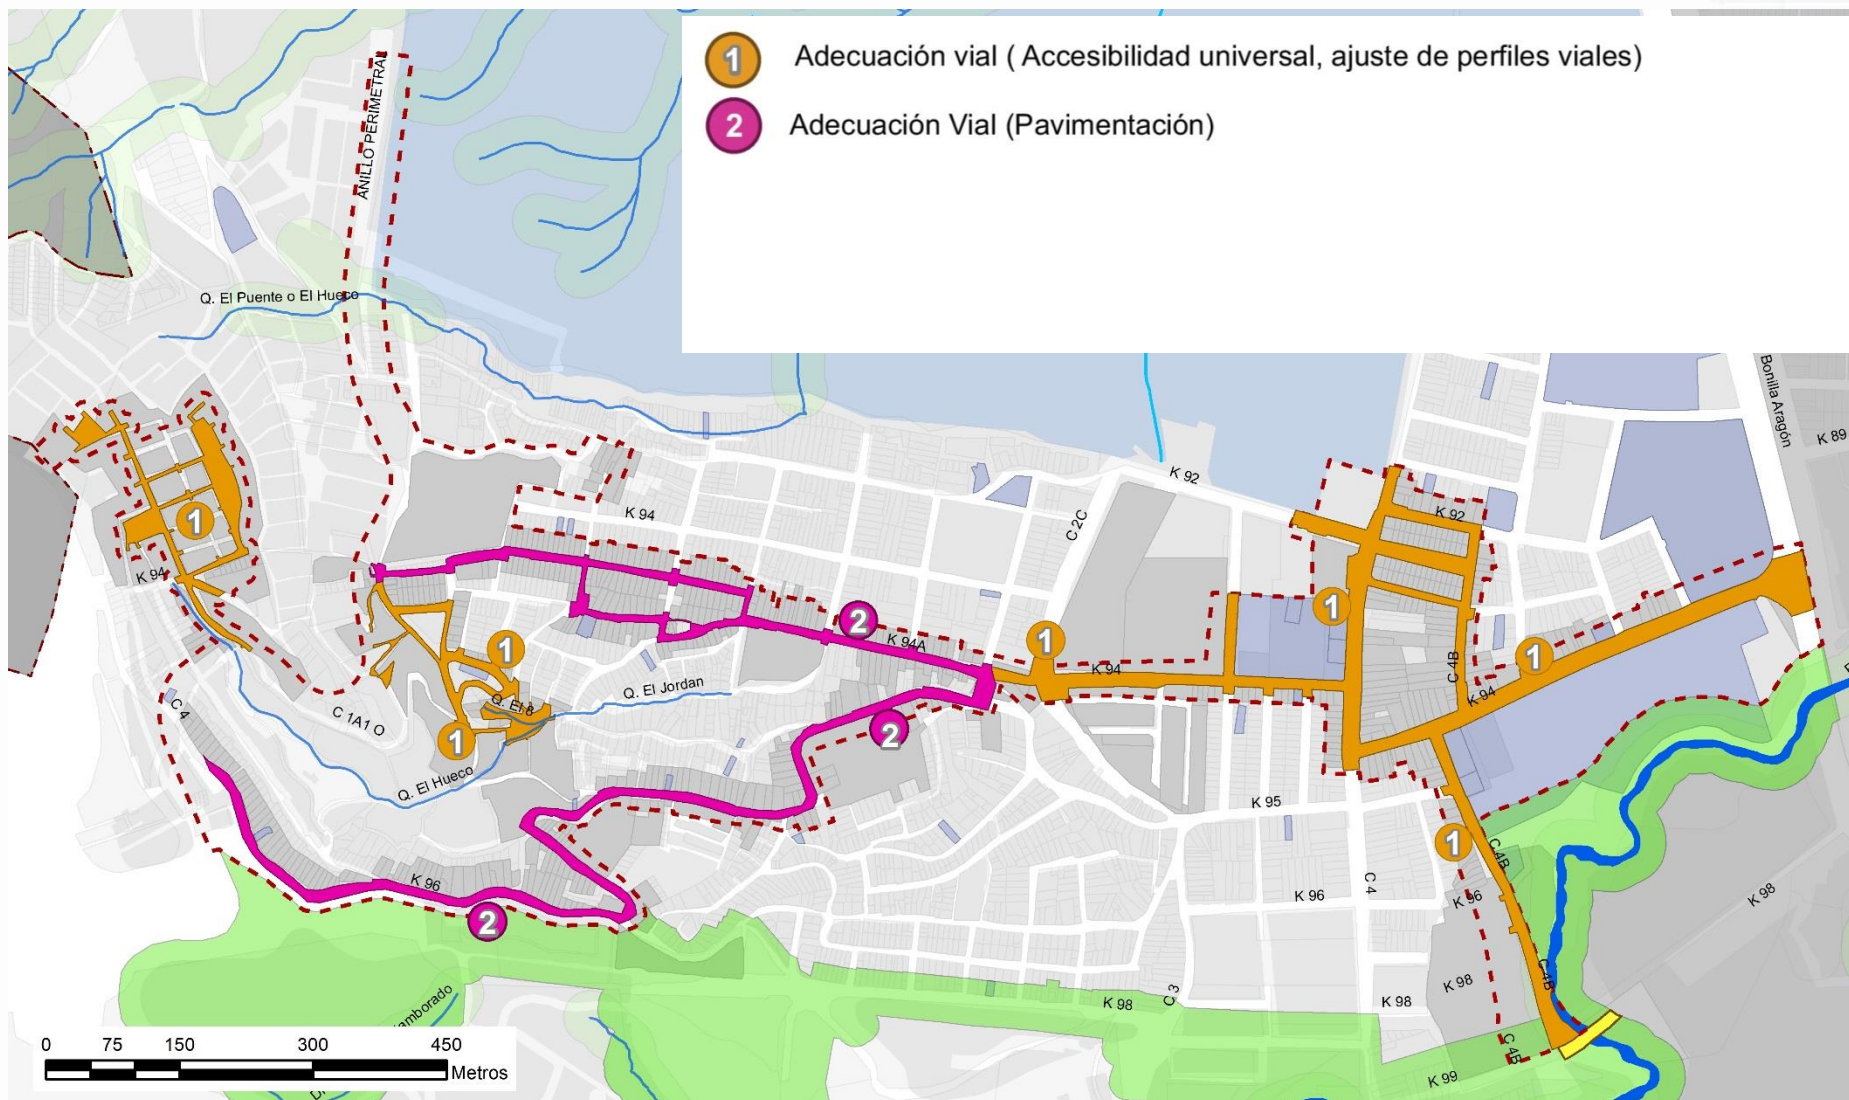 1 Adecuación vial ( Accesibilidad universal, ajuste de perfiles viales)
2 Adecuación Vial (Pavimentación)
ANILLO PERIMETRAL
Q. El Puente o El Hueco
Bonilla Aragón
K 89
K 92
K 92
K 94
C 2C
1
K 94
1
2
1
1
K 94A
K 94
C 4B
1
K 94
Q. El Jordan
Q. El 8
C 4
C 1A1 O
1
2
Q. El Hueco
K 95
1
C 4B
K 96
K 96
C 4
K 96
K 98
2
C 4B
K 98
K 98
K 98
C 3
C 4B
K 99
0 75 150 300 450
Metros